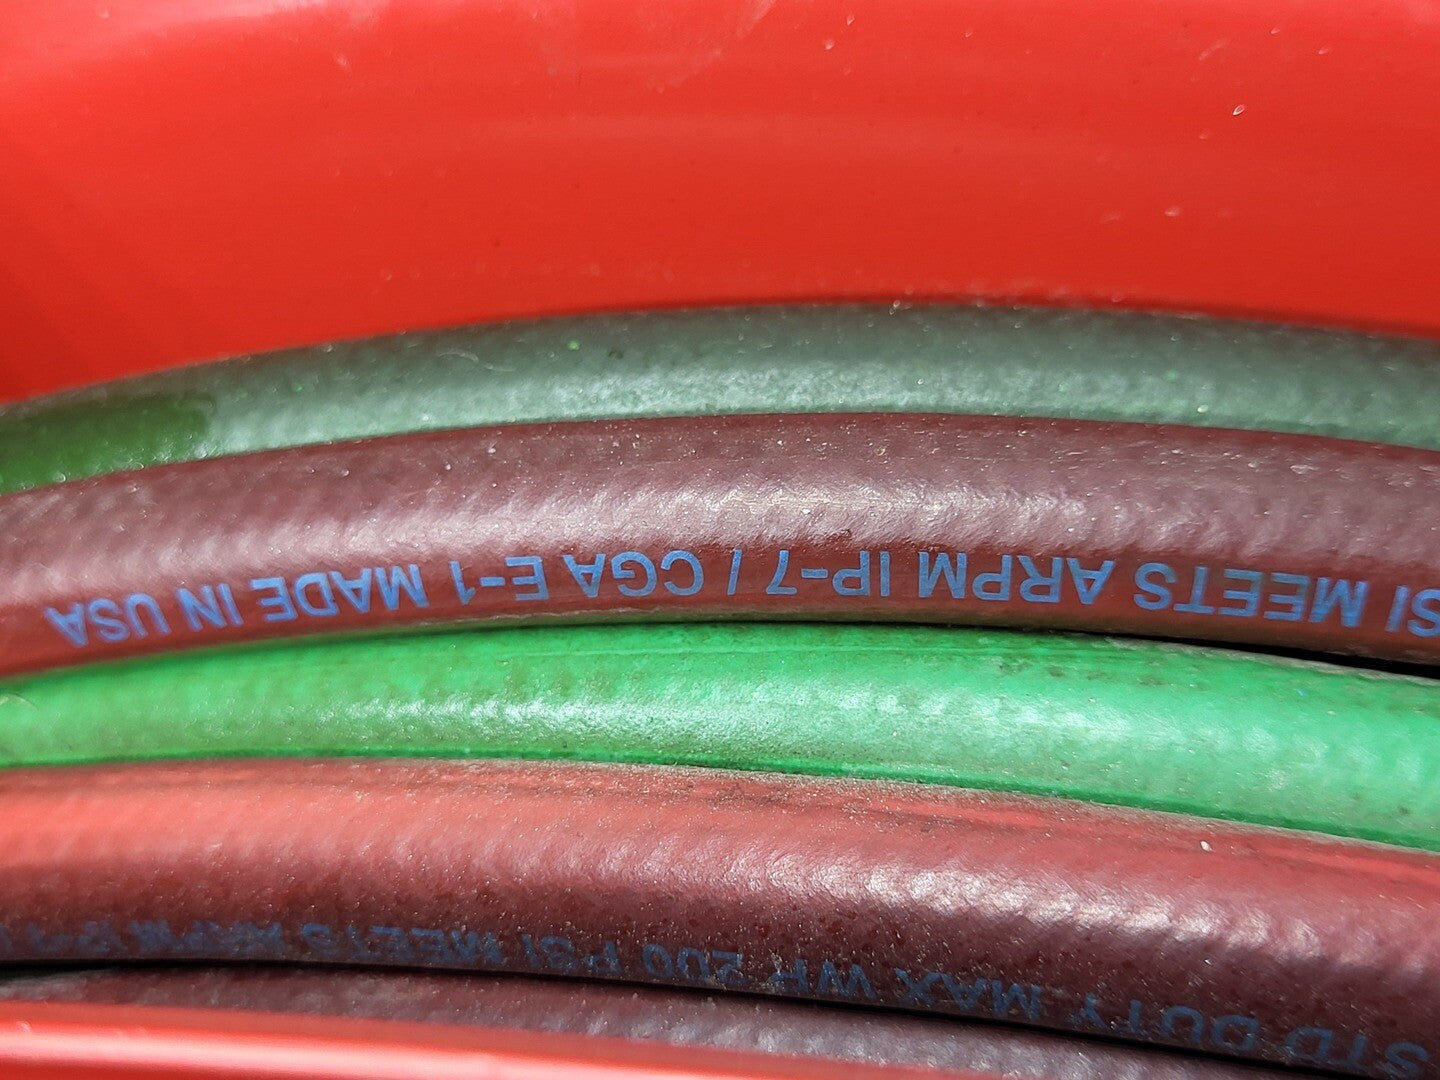 STD DUTY MAX WP 200 PSI MEETS ARPM
SI MEETS ARPM IP-7 / CGA E-1 MADE IN USA